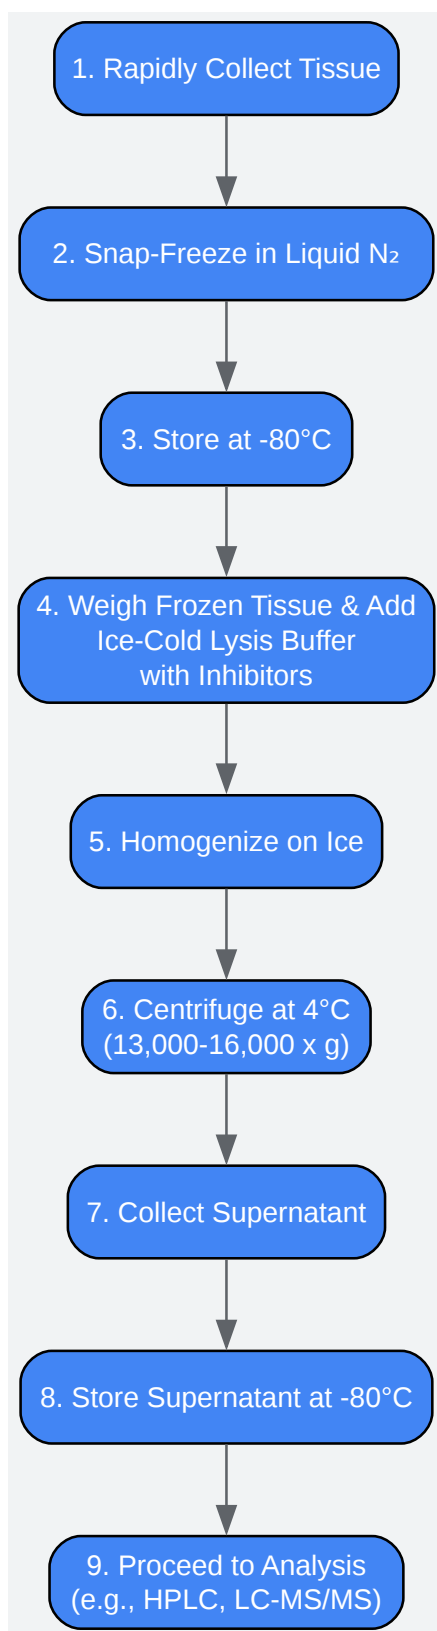 1. Rapidly Collect Tissue
2. Snap-Freeze in Liquid N₂
3. Store at -80°C
4. Weigh Frozen Tissue & Add
Ice-Cold Lysis Buffer
with Inhibitors
5. Homogenize on Ice
6. Centrifuge at 4°C
(13,000-16,000 x g)
7. Collect Supernatant
8. Store Supernatant at -80°C
9. Proceed to Analysis
(e.g., HPLC, LC-MS/MS)